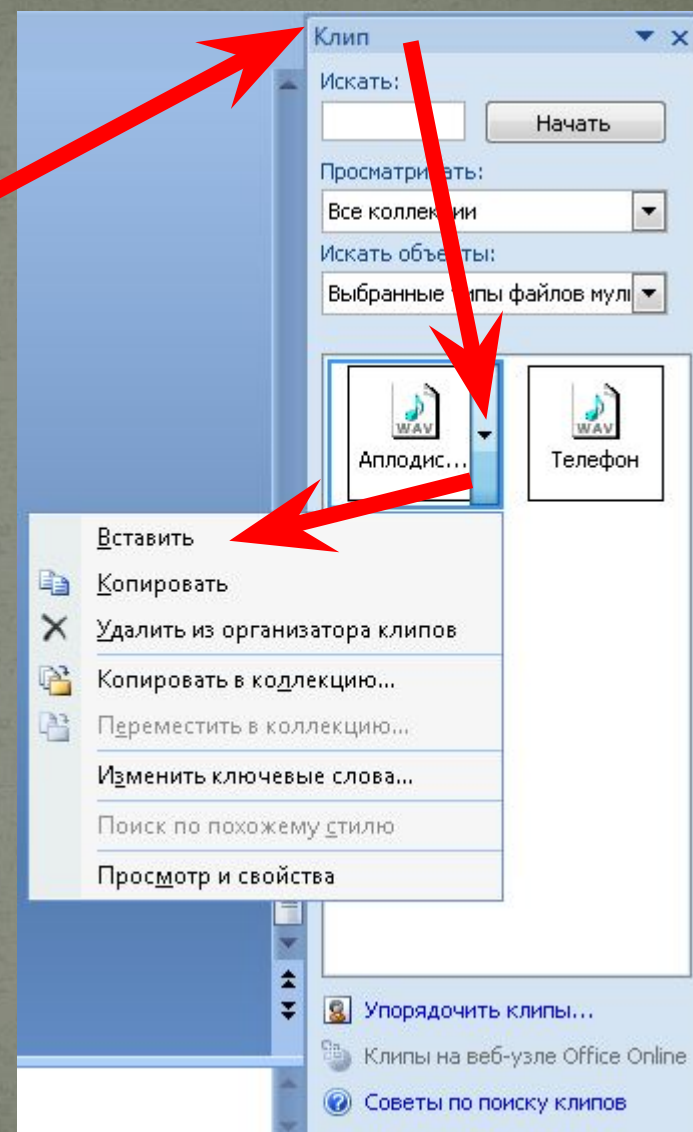 Клип
Искать:
Начать
Просматривать:
Все коллекции
Искать объекты:
Выбранные типы файлов мул
WAV
WAV
Аплодис...
Телефон
Вставить
Копировать
Удалить из организатора клипов
Копировать в коллекцию...
Переместить в коллекцию...
Изменить ключевые слова...
Поиск по похожему стилю
Просмотр и свойства
Упорядочить клипы...
Клипы на веб-узле Office Online
Советы по поиску клипов